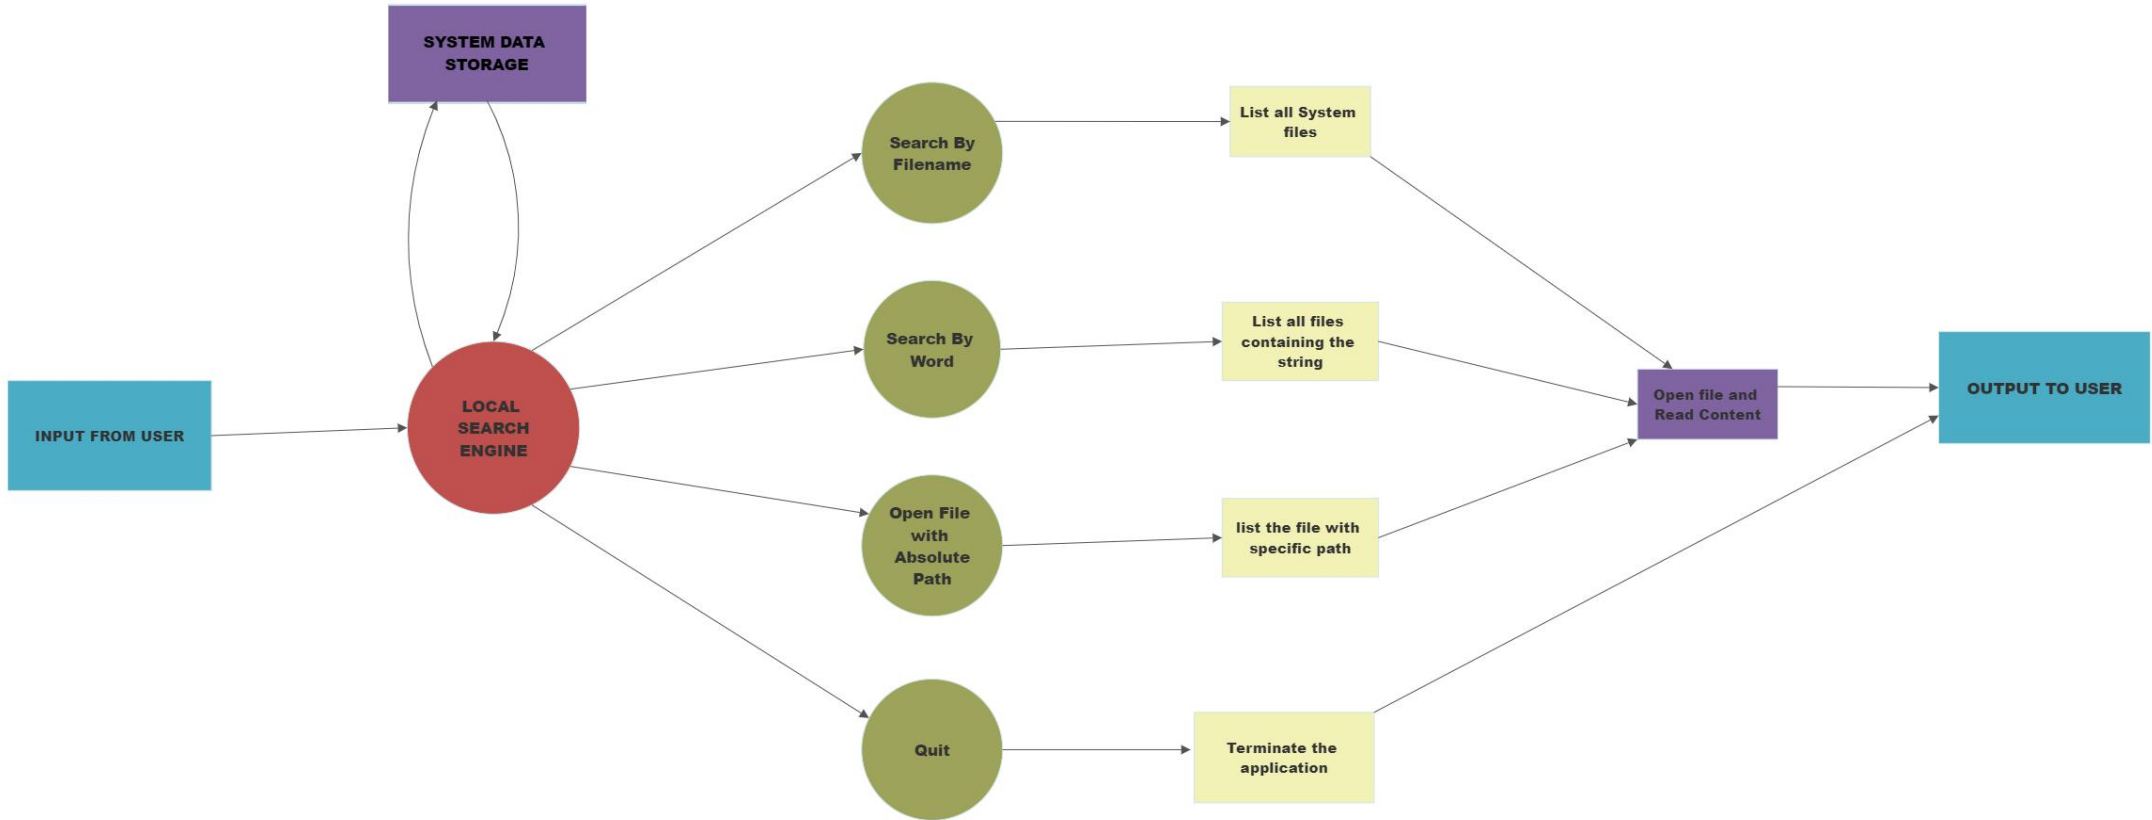 SYSTEM DATA
STORAGE
INPUT FROM USER
LOCAL
SEARCH
ENGINE
Search By
Filename
Search By
Word
Open File
with
Absolute
Path
Quit
List all System
files
List all files
containing the
string
list the file with
specific path
Terminate the
application
Open file and
Read Content
OUTPUT TO USER